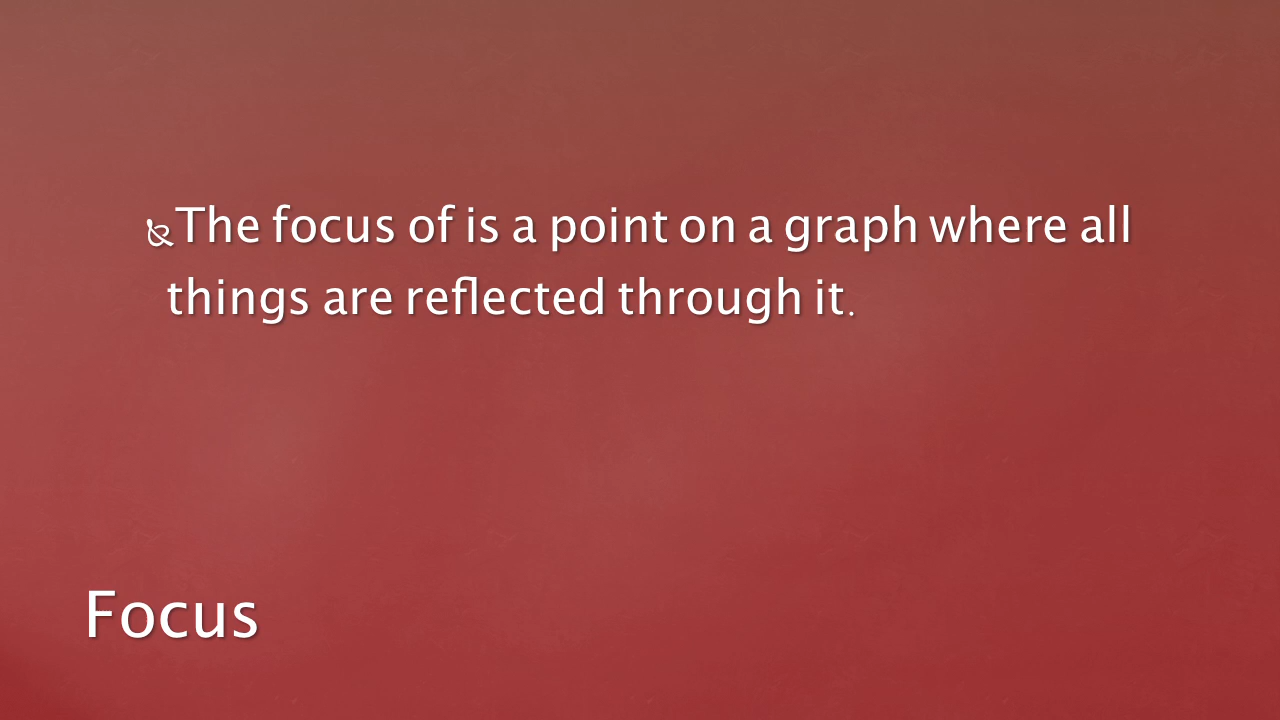 The focus of is a point on a graph where all
things are reflected through it.
Focus